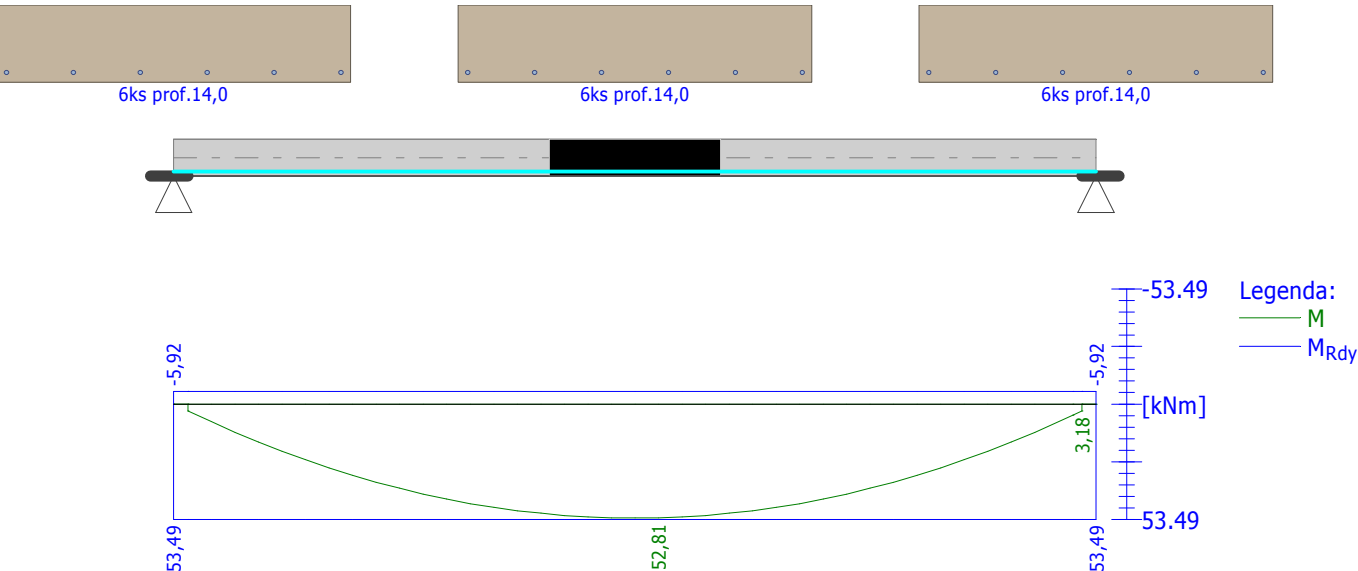 6ks prof.14,0
6ks prof.14,0
6ks prof.14,0
-53.49
Legenda:
M
M_Rdy
-5,92
-5,92
[kNm]
3,18
53.49
53,49
52,81
53,49